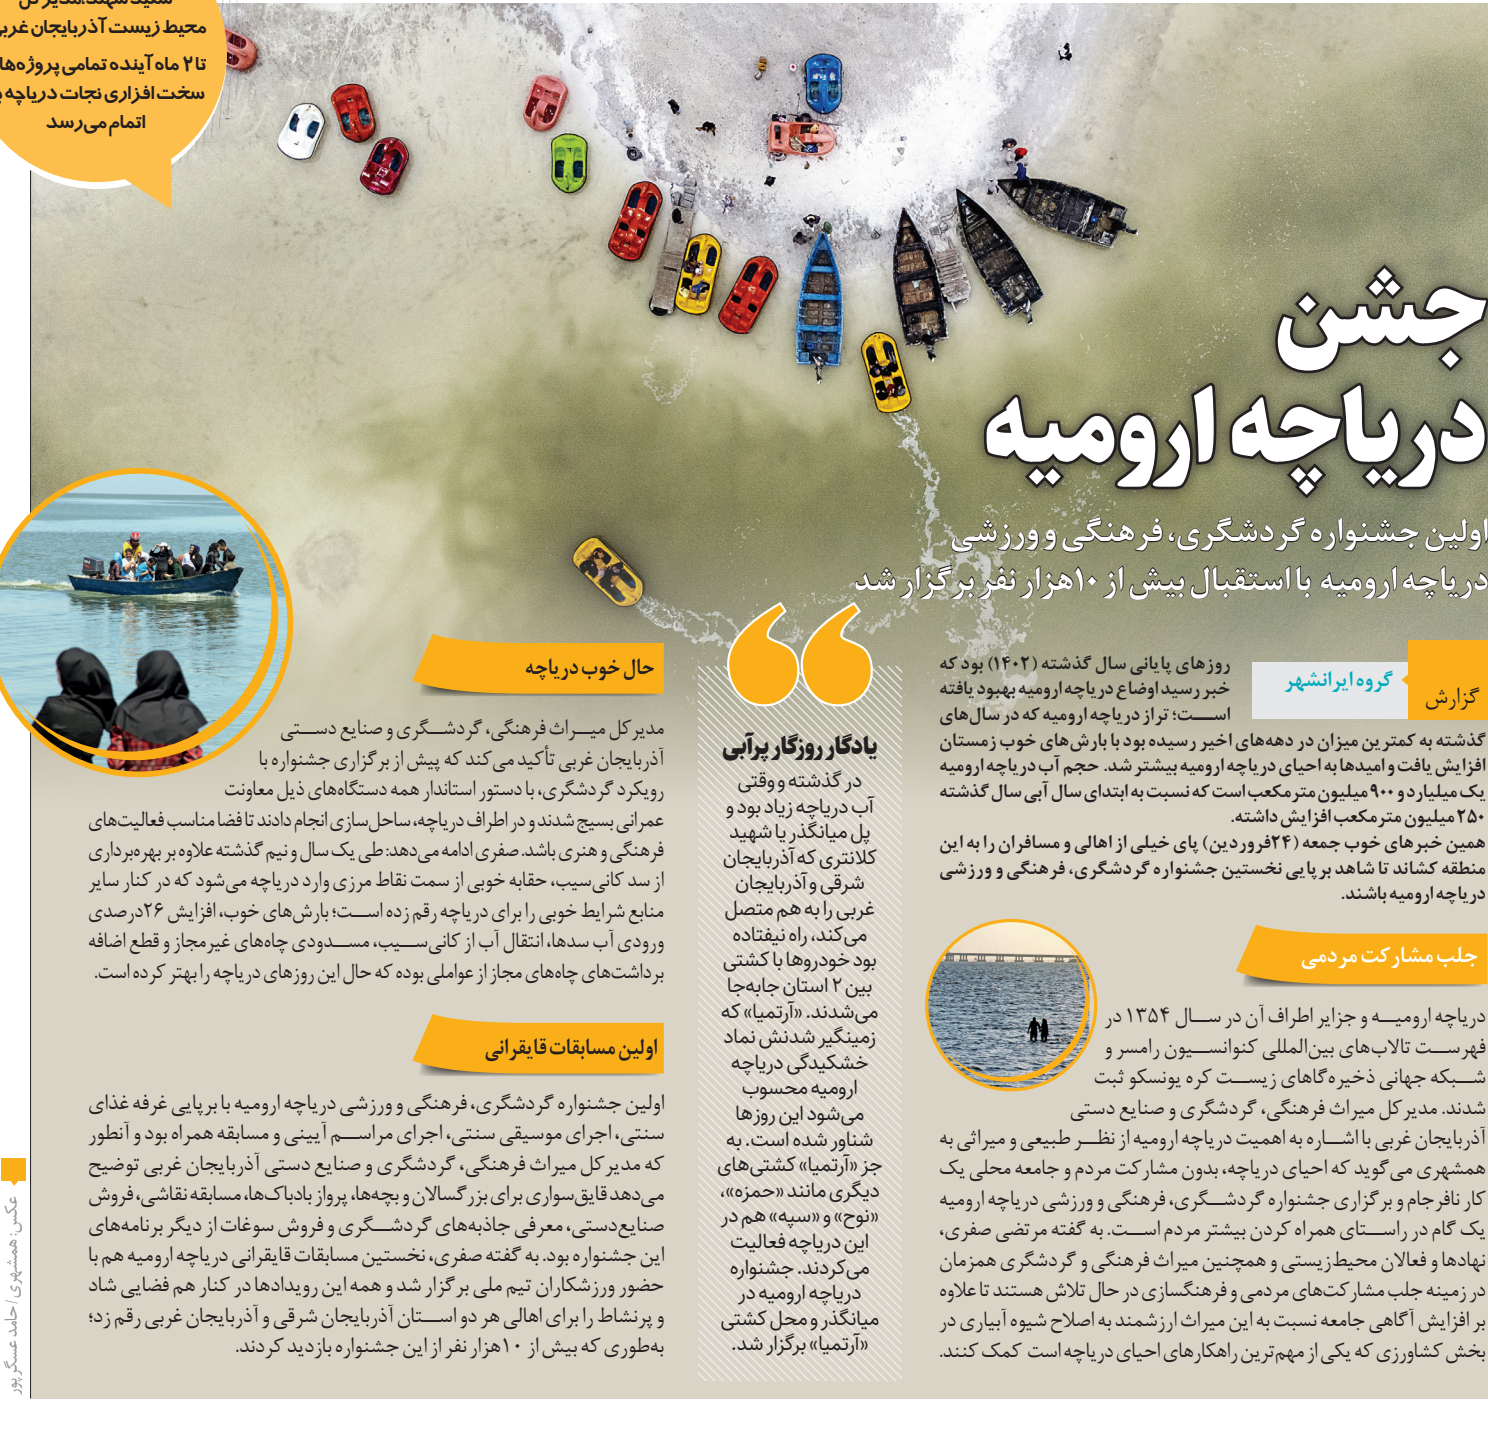 محیط زیست آذربایجان غربی
تا ۲ ماه آینده تمامی پروژه‌های
سخت افزاری نجات دریاچه به
اتمام می‌رسد
جشن
دریاچه ارومیه
اولین جشنواره گردشگری، فرهنگی و ورزشی
دریاچه ارومیه با استقبال بیش از ۱۰هزار نفر برگزار شد
گزارش
گروه ایرانشهر
روزهای پایانی سال گذشته (۱۴۰۲) بود که
خبر رسید اوضاع دریاچه ارومیه بهبود یافته
است؛ تراز دریاچه ارومیه که در سال‌های
گذشته به کمترین میزان در دهه‌های اخیر رسیده بود با بارش‌های خوب زمستان
افزایش یافت و امیدها به احیای دریاچه ارومیه بیشتر شد. حجم آب دریاچه ارومیه
یک میلیارد و ۹۰۰ میلیون مترمکعب است که نسبت به ابتدای سال آبی سال گذشته
۲۵۰ میلیون مترمکعب افزایش داشته.
همین خبرهای خوب جمعه (۲۴فروردین) پای خیلی از اهالی و مسافران را به این
منطقه کشاند تا شاهد برپایی نخستین جشنواره گردشگری، فرهنگی و ورزشی
دریاچه ارومیه باشند.
جلب مشارکت مردمی
دریاچه ارومیه و جزایر اطراف آن در سال ۱۳۵۴ در
فهرست تالاب‌های بین‌المللی کنوانسیون رامسر و
شبکه جهانی ذخیره‌گاهای زیست کره یونسکو ثبت
شدند. مدیرکل میراث فرهنگی، گردشگری و صنایع دستی
آذربایجان غربی با اشاره به اهمیت دریاچه ارومیه از نظر طبیعی و میراثی به
همشهری می‌گوید که احیای دریاچه، بدون مشارکت مردم و جامعه محلی یک
کار نافرجام و برگزاری جشنواره گردشگری، فرهنگی و ورزشی دریاچه ارومیه
یک گام در راستای همراه کردن بیشتر مردم است. به گفته مرتضی صفری،
نهادها و فعالان محیط‌زیستی و همچنین میراث فرهنگی و گردشگری همزمان
در زمینه جلب مشارکت‌های مردمی و فرهنگسازی در حال تلاش هستند تا علاوه
بر افزایش آگاهی جامعه نسبت به این میراث ارزشمند به اصلاح شیوه آبیاری در
بخش کشاورزی که یکی از مهم‌ترین راهکارهای احیای دریاچه است کمک کنند.
یادگار روزگار پرآبی
در گذشته و وقتی
آب دریاچه زیاد بود و
پل میانگذر یا شهید
کلانتری که آذربایجان
شرقی و آذربایجان
غربی را به هم متصل
می‌کند، راه نیفتاده
بود خودروها با کشتی
بین ۲ استان جابه‌جا
می‌شدند. «آرتمیا» که
زمینگیر شدنش نماد
خشکیدگی دریاچه
ارومیه محسوب
می‌شود این روزها
شناور شده است. به
جز «آرتمیا» کشتی‌های
دیگری مانند «حمزه»،
«نوح» و «سپه» هم در
این دریاچه فعالیت
می‌کردند. جشنواره
دریاچه ارومیه در
میانگذر و محل کشتی
«آرتمیا» برگزار شد.
حال خوب دریاچه
مدیرکل میراث فرهنگی، گردشگری و صنایع دستی
آذربایجان غربی تأکید می‌کند که پیش از برگزاری جشنواره با
رویکرد گردشگری، با دستور استاندار همه دستگاه‌های ذیل معاونت
عمرانی بسیج شدند و در اطراف دریاچه، ساحل‌سازی انجام دادند تا فضا مناسب فعالیت‌های
فرهنگی و هنری باشد. صفری ادامه می‌دهد: طی یک سال و نیم گذشته علاوه بر بهره‌برداری
از سد کانی‌سیب، حقابه خوبی از سمت نقاط مرزی وارد دریاچه می‌شود که در کنار سایر
منابع شرایط خوبی را برای دریاچه رقم زده است؛ بارش‌های خوب، افزایش ۲۶درصدی
ورودی آب سدها، انتقال آب از کانی‌سیب، مسدودی چاه‌های غیرمجاز و قطع اضافه
برداشت‌های چاه‌های مجاز از عواملی بوده که حال این روزهای دریاچه را بهتر کرده است.
اولین مسابقات قایقرانی
اولین جشنواره گردشگری، فرهنگی و ورزشی دریاچه ارومیه با برپایی غرفه غذای
سنتی، اجرای موسیقی سنتی، اجرای مراسم آیینی و مسابقه همراه بود و آنطور
که مدیرکل میراث فرهنگی، گردشگری و صنایع دستی آذربایجان غربی توضیح
می‌دهد قایق‌سواری برای بزرگسالان و بچه‌ها، پرواز بادباک‌ها، مسابقه نقاشی، فروش
صنایع‌دستی، معرفی جاذبه‌های گردشگری و فروش سوغات از دیگر برنامه‌های
این جشنواره بود. به گفته صفری، نخستین مسابقات قایقرانی دریاچه ارومیه هم با
حضور ورزشکاران تیم ملی برگزار شد و همه این رویدادها در کنار هم فضایی شاد
و پرنشاط را برای اهالی هر دو استان آذربایجان شرقی و آذربایجان غربی رقم زد؛
به‌طوری که بیش از ۱۰هزار نفر از این جشنواره بازدید کردند.
عکس: همشهری / حامد عسگرپور